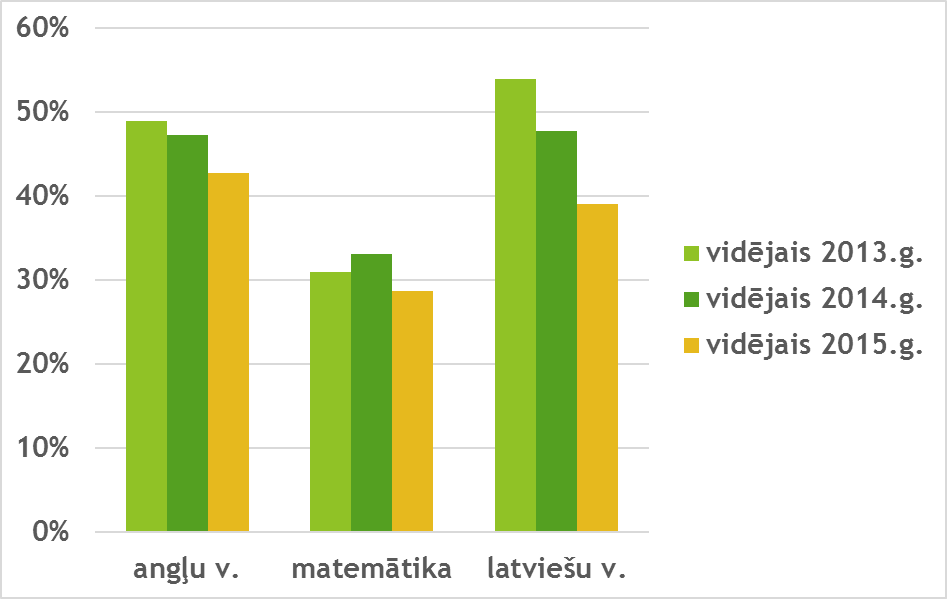 60%
50%
40%
30%
20%
10%
0%
angļu v.
matemātika
latviešu v.
vidējais 2013.g.
vidējais 2014.g.
vidējais 2015.g.